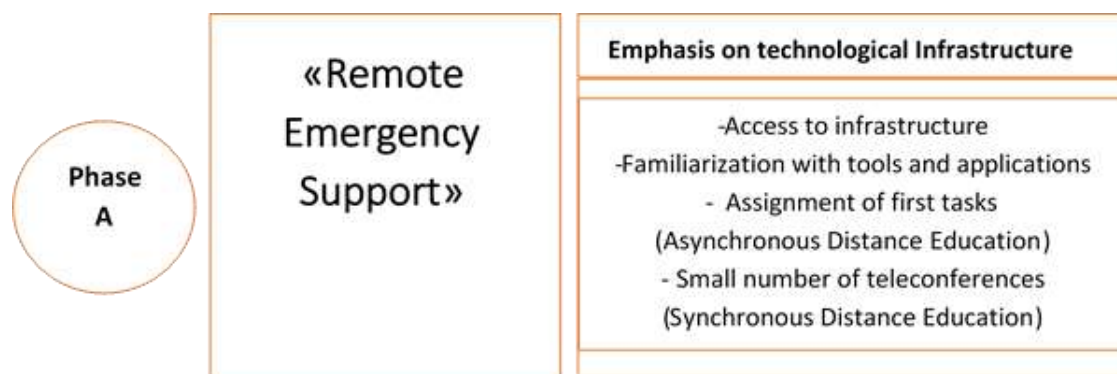 Phase
A
«Remote
Emergency
Support»
Emphasis on technological Infrastructure
-Access to infrastructure
-Familiarization with tools and applications
- Assignment of first tasks
(Asynchronous Distance Education)
- Small number of teleconferences
(Synchronous Distance Education)